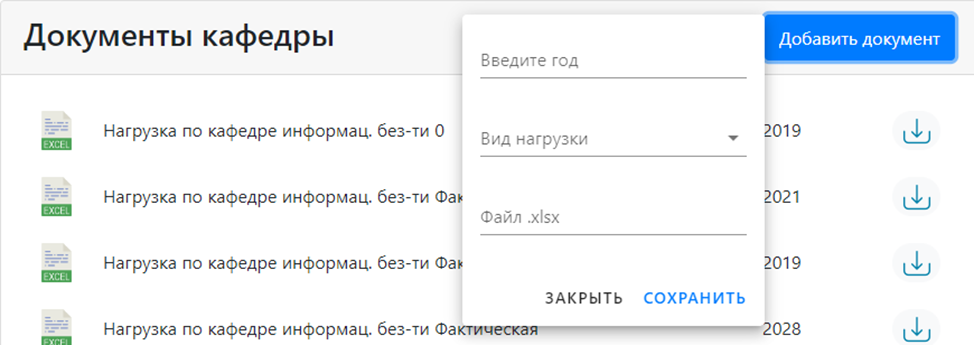 Документы кафедры
Добавить документ
Введите год
Вид нагрузки
Файл .xlsx
ЗАКРЫТЬ СОХРАНИТЬ
EXCEL Нагрузка по кафедре информац. без-ти 0 2019
EXCEL Нагрузка по кафедре информац. без-ти Фак 2021
EXCEL Нагрузка по кафедре информац. без-ти Фак 2019
EXCEL Нагрузка по кафедре информац. без-ти Фактическая 2028